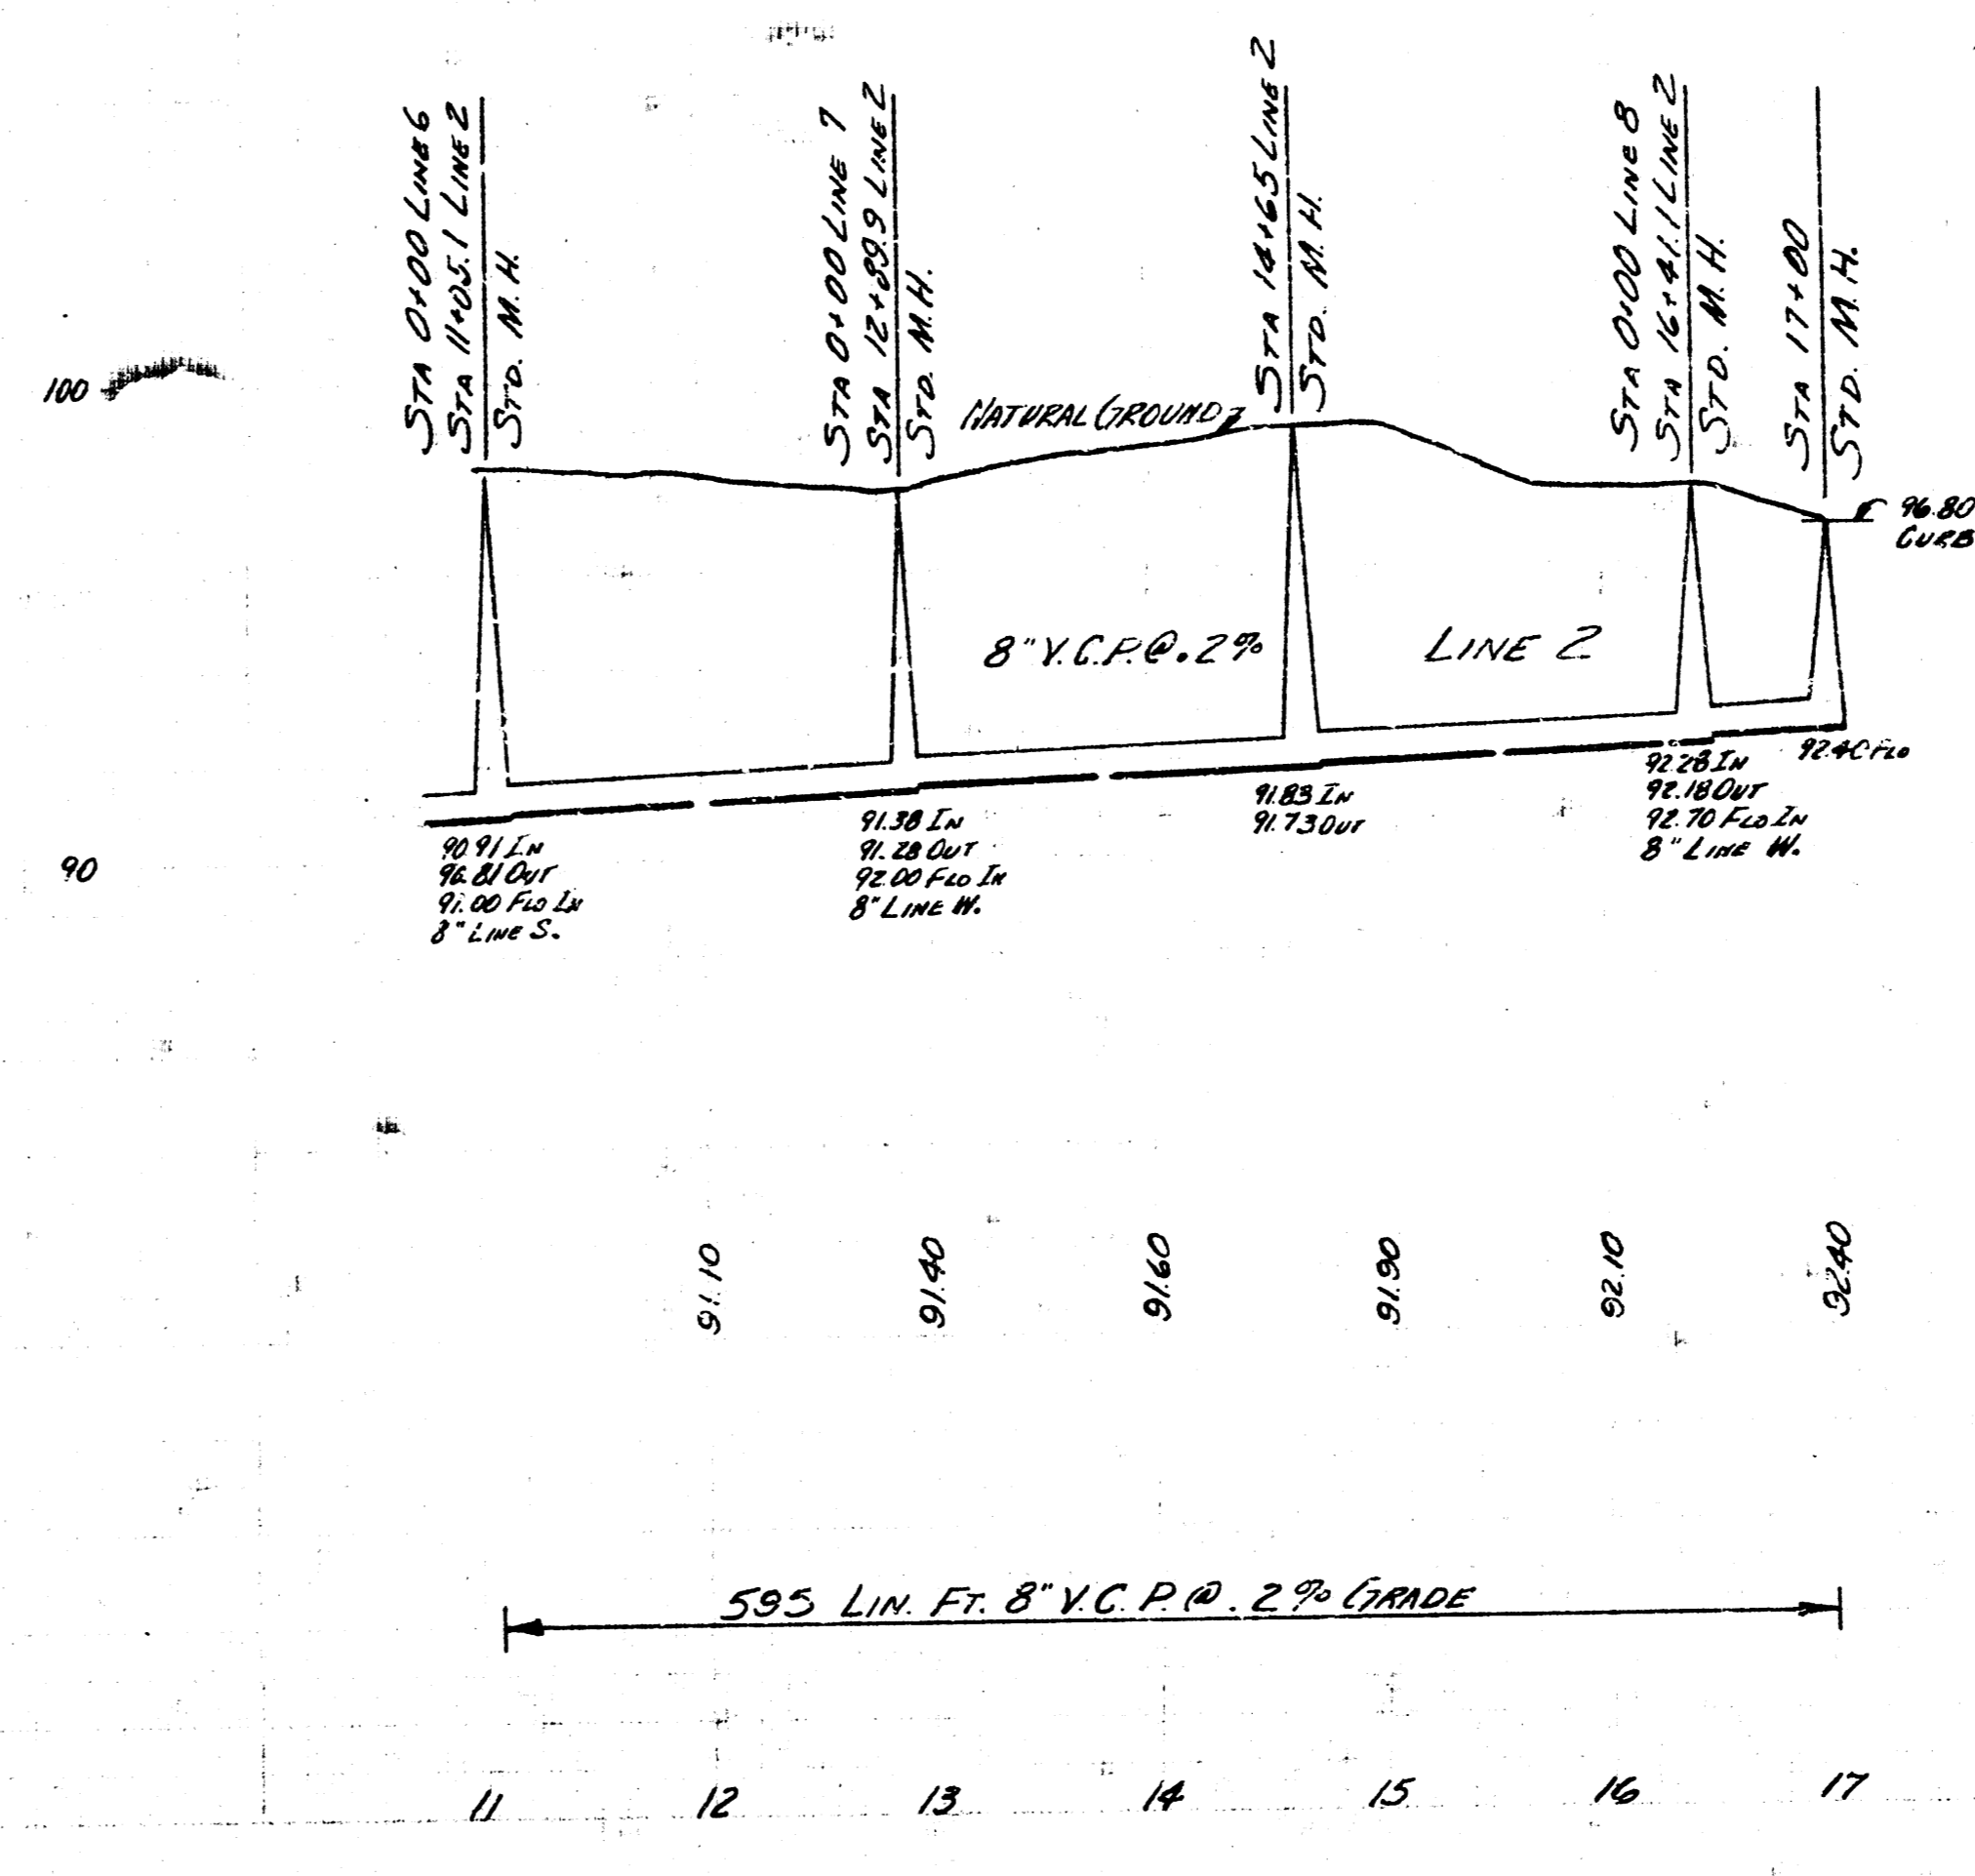 STA 0+00 LINE 6
STA 11+05.1 LINE 2
STD. M.H.
STA 0+00 LINE 7
STA 12+89.9 LINE 2
STD. M.H.
STA 14+65 LINE 2
STD. M.H.
STA 0+00 LINE 8
STA 16+41.1 LINE 2
STD. M.H.
STA 17+00
STD. M.H.
100
NATURAL GROUND
96.80
CURB
8" V.C.P. @ .2%
LINE 2
90
90.91 IN
96.81 OUT
91.00 FLO IN
8" LINE S.
91.38 IN
91.28 OUT
92.00 FLO IN
8" LINE W.
91.83 IN
91.73 OUT
92.28 IN
92.18 OUT
92.70 FLO IN
8" LINE W.
92.40 FLO
91.10
91.40
91.60
91.90
92.10
92.40
595 LIN. FT. 8" V.C.P. @ .2% GRADE
11 12 13 14 15 16 17